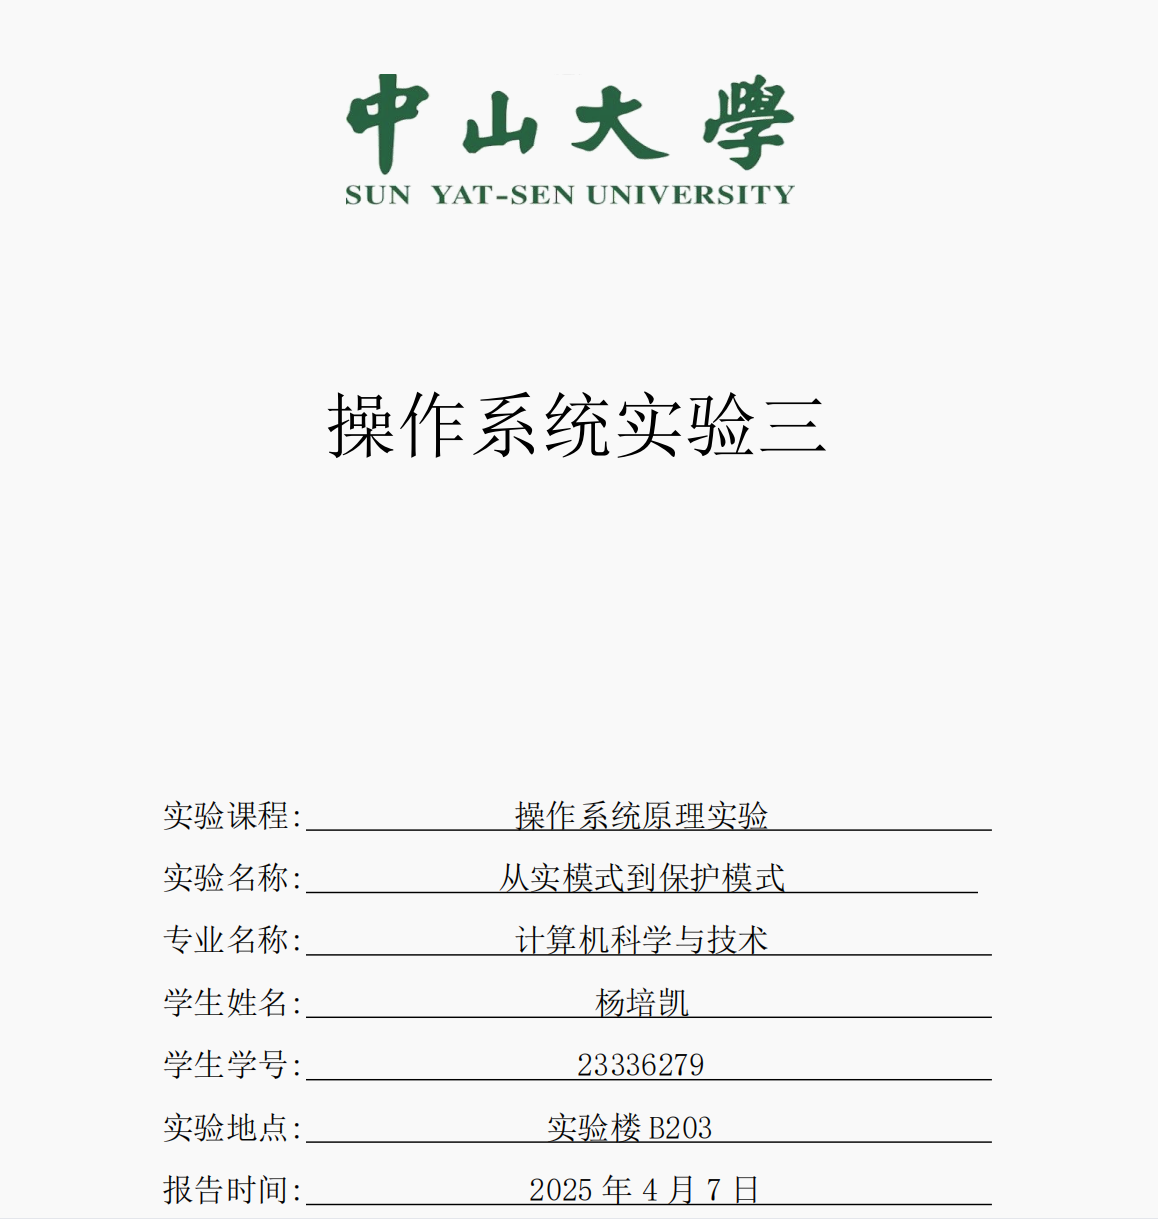 中山大學
SUN YAT-SEN UNIVERSITY
操作系统实验三
实验课程:操作系统原理实验
实验名称:从实模式到保护模式
专业名称:计算机科学与技术
学生姓名:杨培凯
学生学号:23336279
实验地点:实验楼 B203
报告时间:2025 年 4 月 7 日